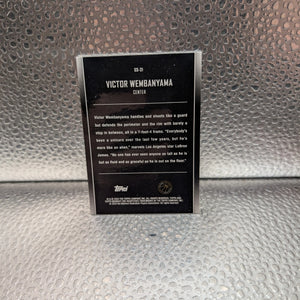 VICTOR WEMBANYAMA
CENTER
Victor Wembanyama handles and shoots like a guard
but defends the perimeter and the rim with barely a
step in between, all in a 7-foot-4 frame. "Everybody's
been a unicorn over the last few years, but he's
more like an alien," marvels Los Angeles star LeBron
James. "No one has ever seen anyone as tall as he is
but as fluid and as graceful as he is out on the floor."
Topps